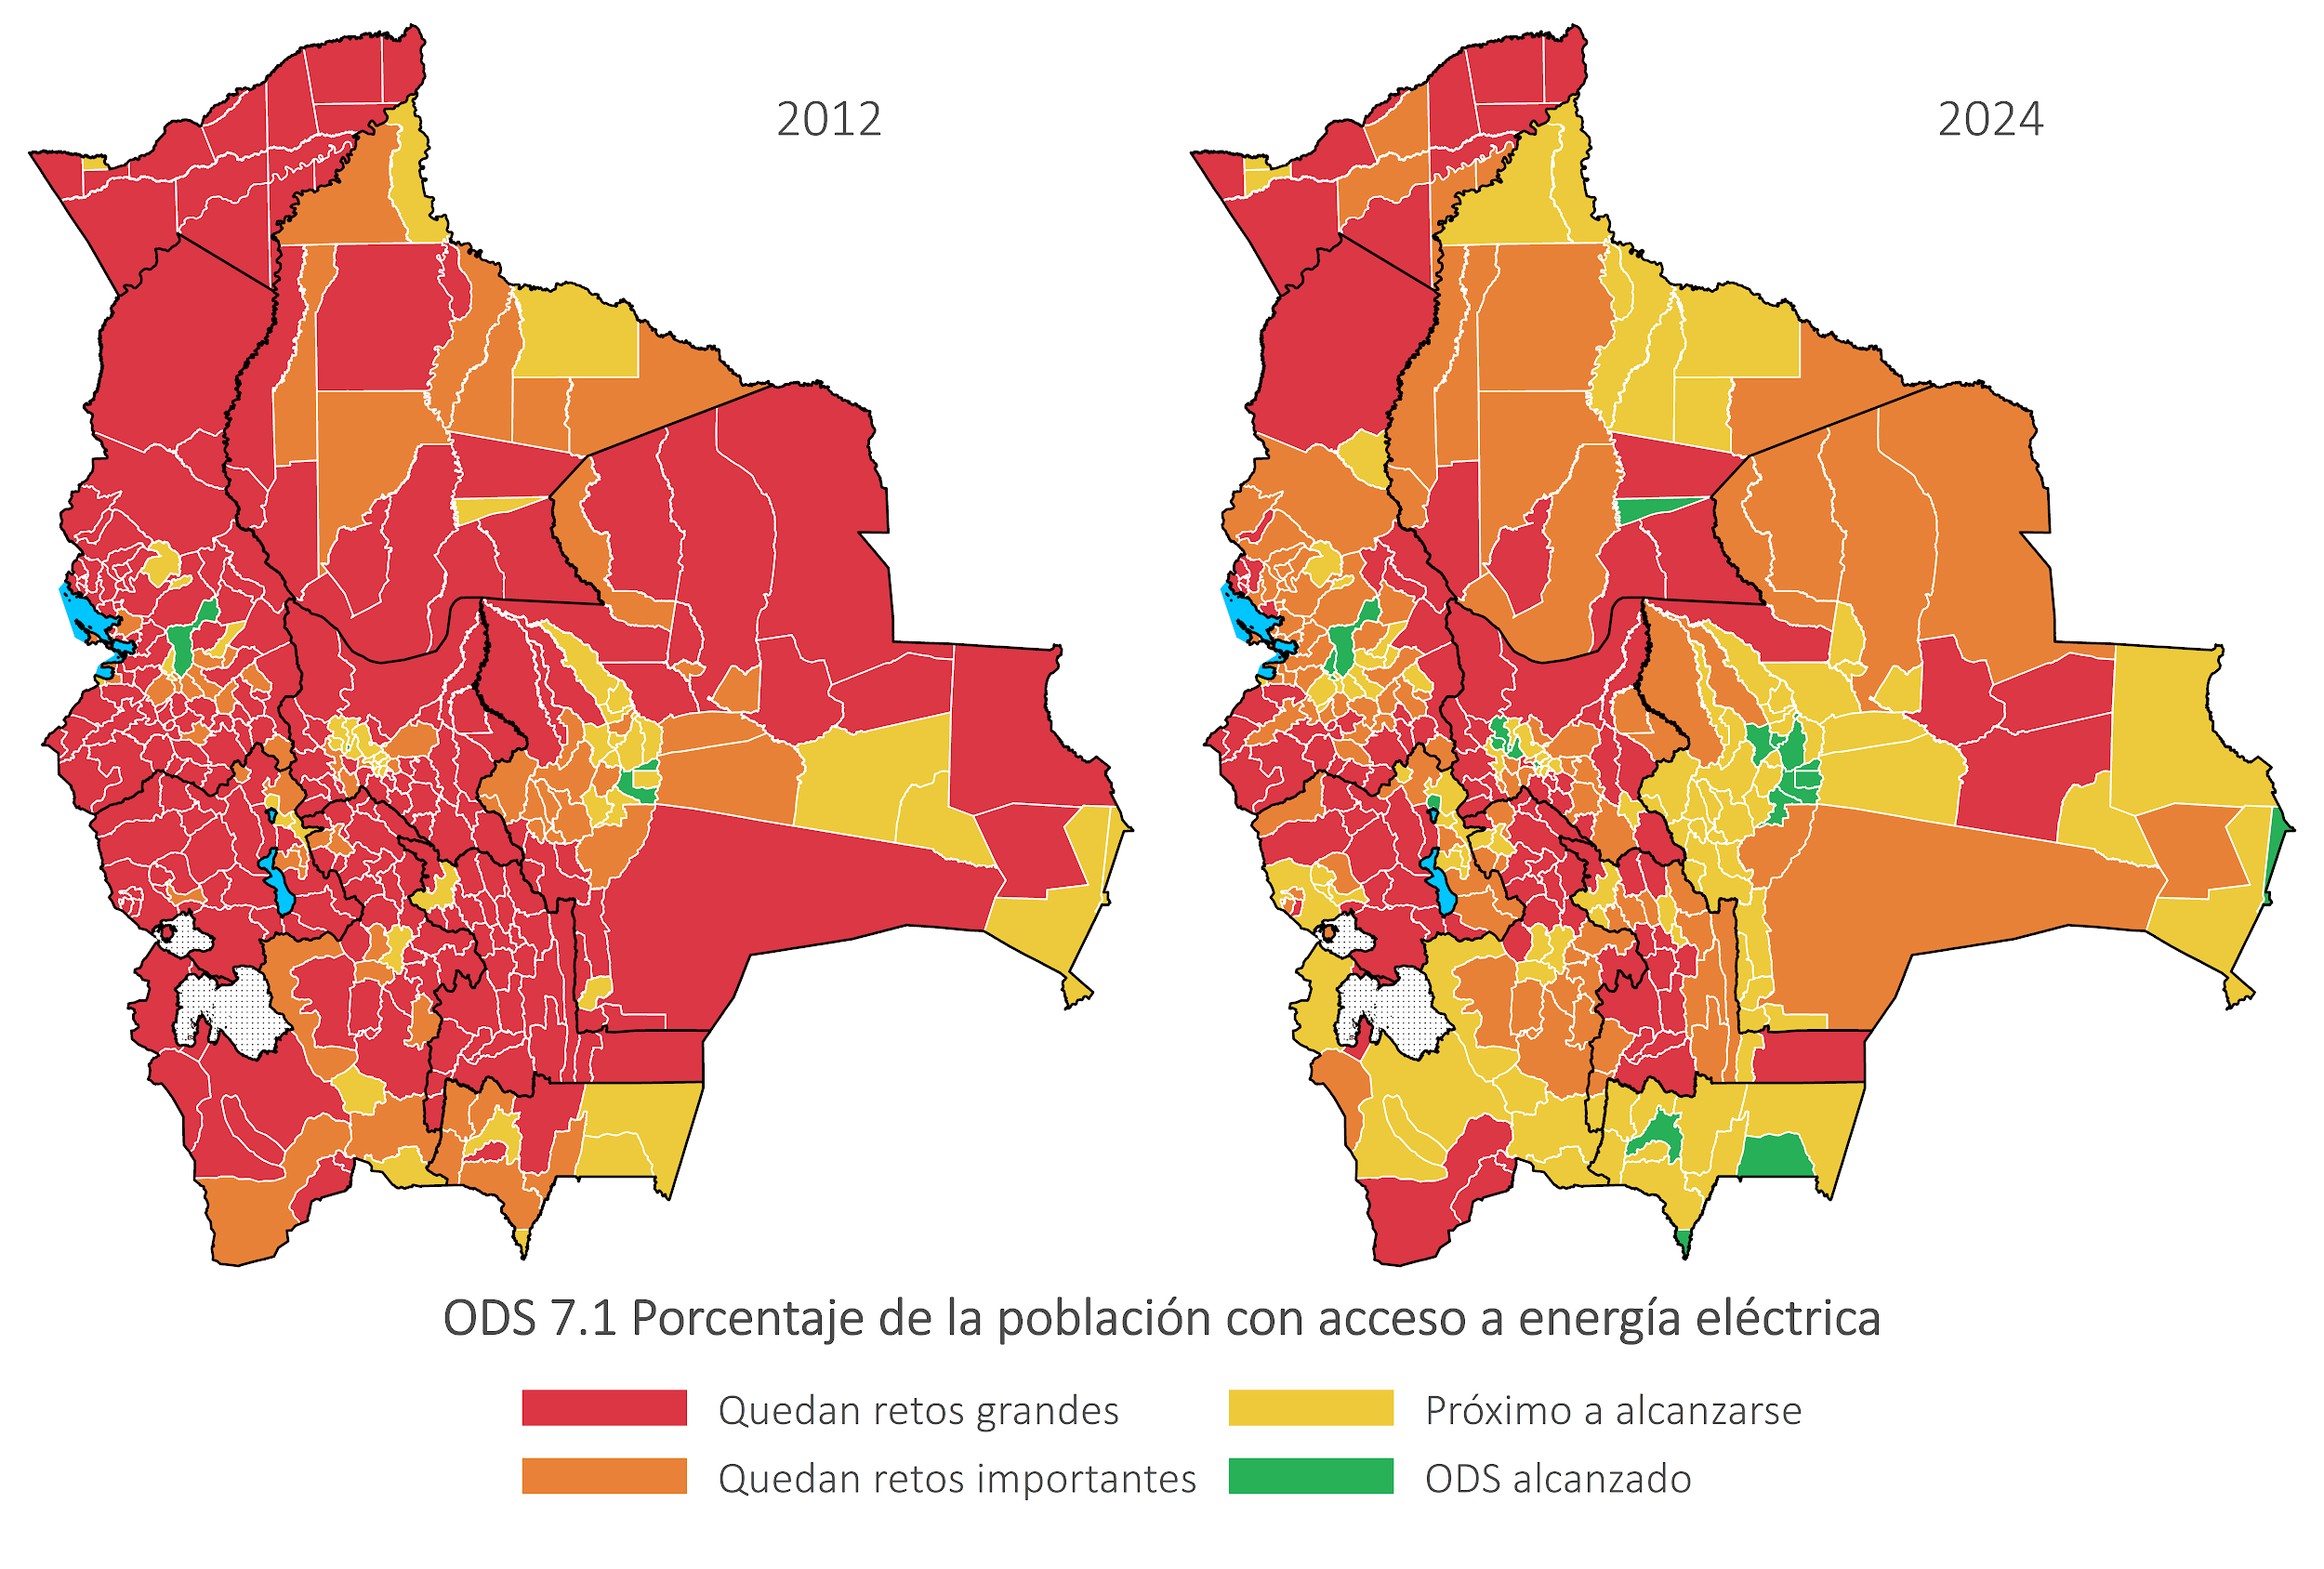 2012
2024
ODS 7.1 Porcentaje de la población con acceso a energía eléctrica
Quedan retos grandes
Próximo a alcanzarse
Quedan retos importantes
ODS alcanzado